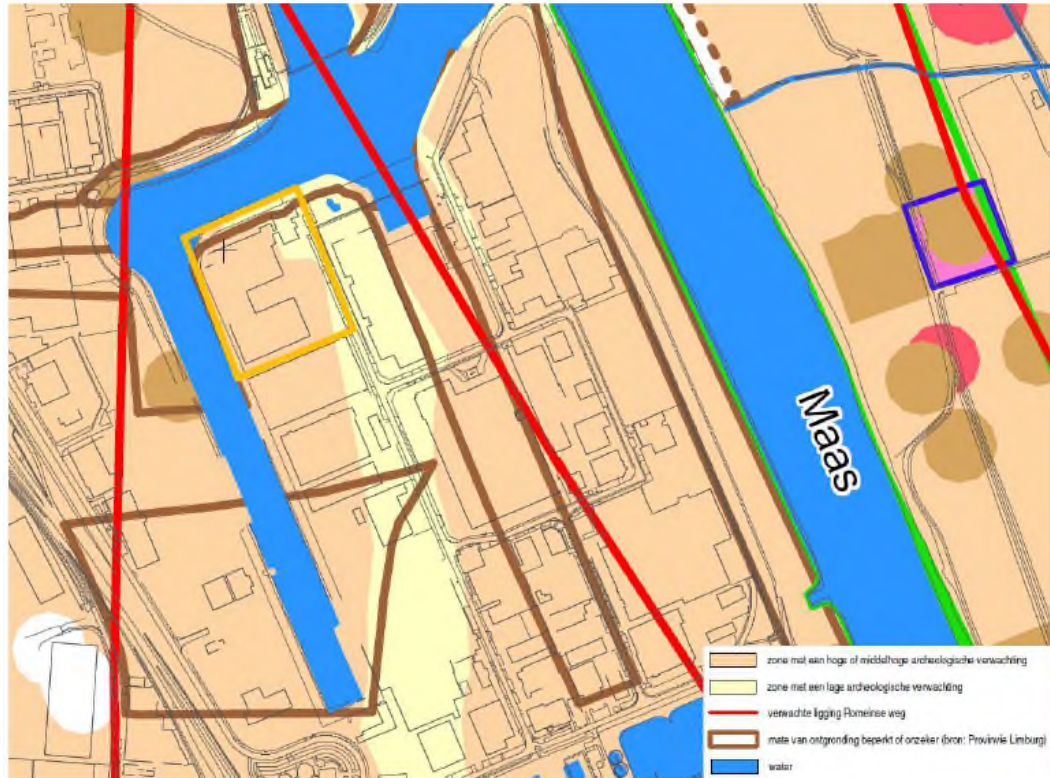 Maas
zone met een hoge of middelhoge archeologische verwachting
zone met een lage archeologische verwachting
verwachte ligging Romeinse weg
mate van ontgronding beperkt of onzeker (bron: Provinvie Limburg)
water